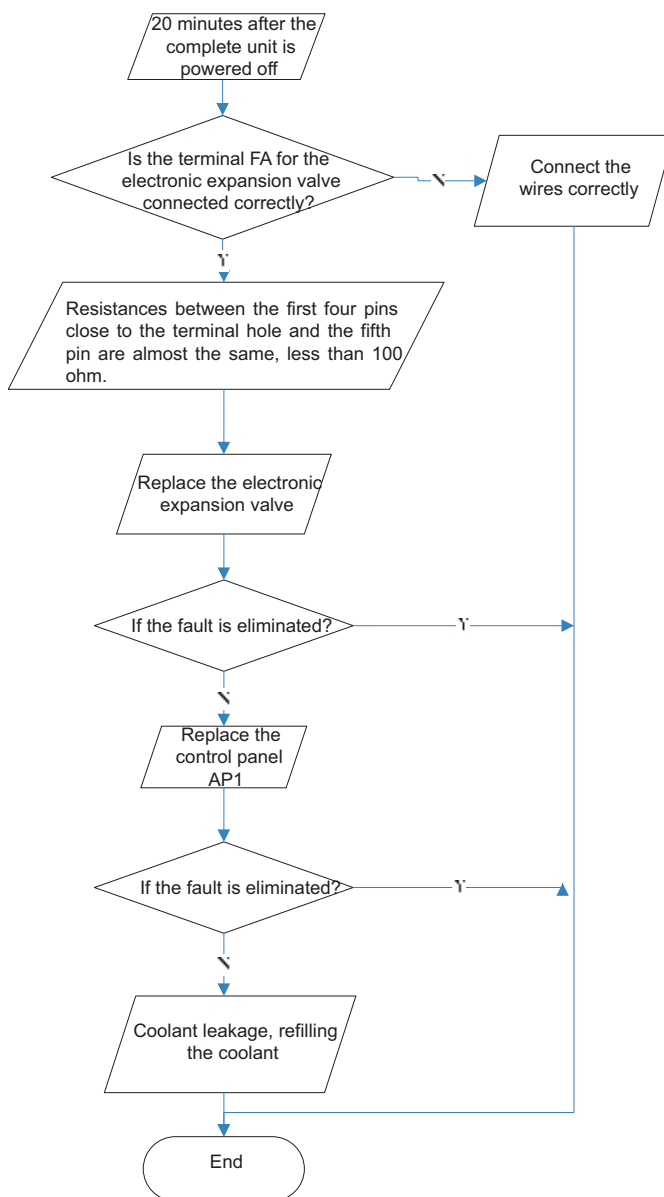 20 minutes after the
complete unit is
powered off
Is the terminal FA for the
electronic expansion valve
connected correctly?
N
Connect the
wires correctly
Y
Resistances between the first four pins
close to the terminal hole and the fifth
pin are almost the same, less than 100
ohm.
Replace the electronic
expansion valve
If the fault is eliminated?
Y
N
Replace the
control panel
AP1
If the fault is eliminated?
Y
N
Coolant leakage, refilling
the coolant
End